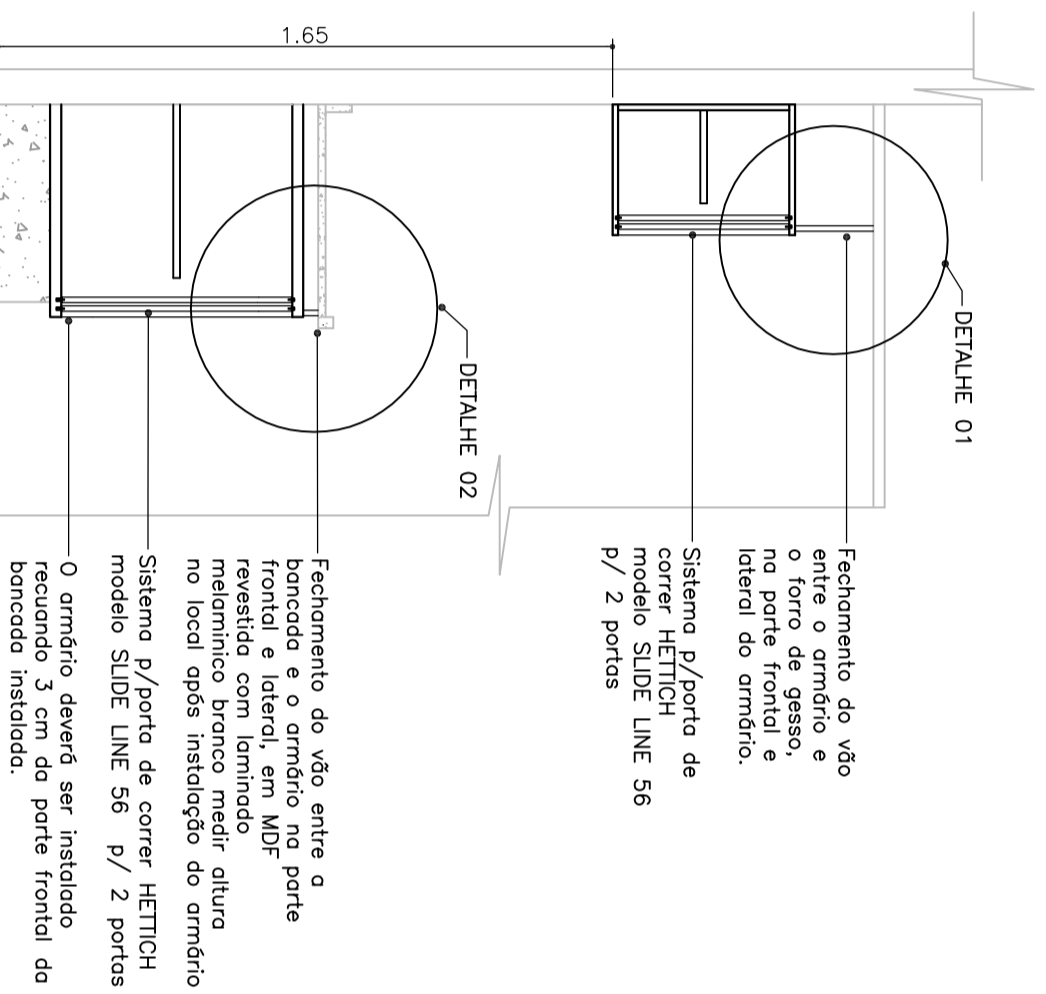 1.65
DETALHE 01
Fechamento do vão
entre o armário e
o forro de gesso,
na parte frontal e
lateral do armário.
Sistema p/porta de
correr HETTICH
modelo SLIDE LINE 56
p/ 2 portas
DETALHE 02
Fechamento do vão entre a
bancada e o armário na parte
frontal e lateral, em MDF
revestida com laminado
melaminico branco medir altura
no local após instalação do armário
Sistema p/porta de correr HETTICH
modelo SLIDE LINE 56 p/ 2 portas
O armário deverá ser instalado
recuando 3 cm da parte frontal da
bancada instalada.